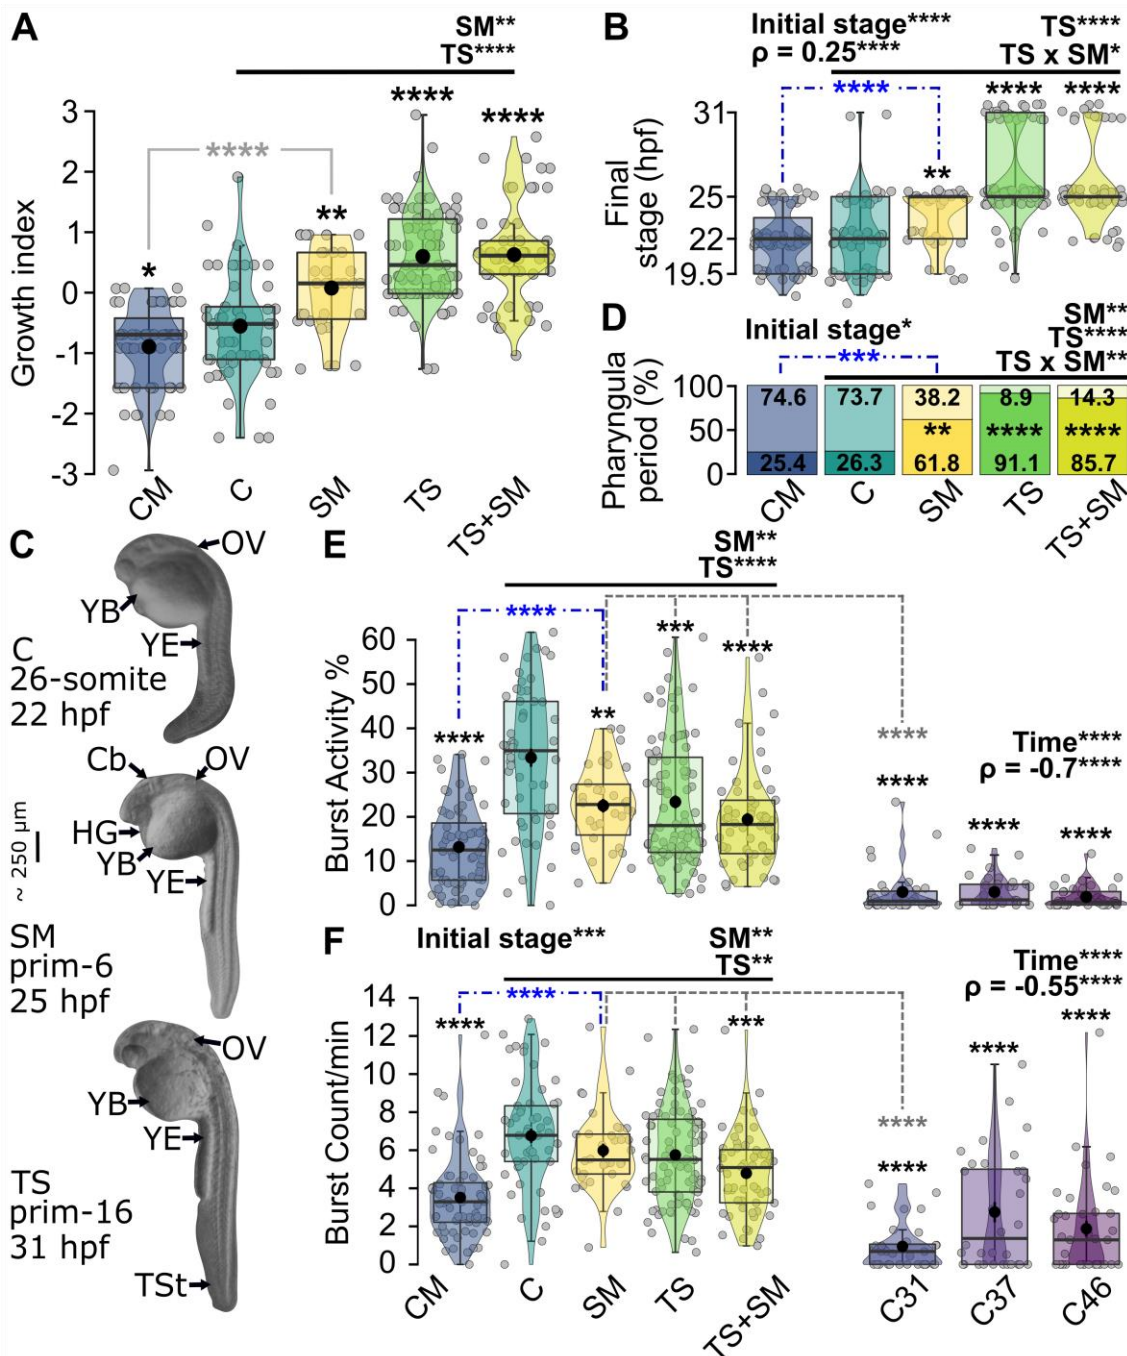 A
SM**
TS****
Growth index
3
2
1
0
-1
-2
-3
****
*
**
****
****
CM
C
SM
TS
TS+SM
B
Initial stage****
ρ = 0.25****
TS****
TS x SM*
Final
stage (hpf)
31
25
22
19.5
****
**
****
****
D
Initial stage*
SM**
TS****
TS x SM**
***
Pharyngula
period (%)
100
50
0
74.6
73.7
38.2
8.9
14.3
**
****
****
25.4
26.3
61.8
91.1
85.7
CM
C
SM
TS
TS+SM
C
OV
YB
YE
C
26-somite
22 hpf
Cb
OV
HG
YB
YE
~ 250 μm
SM
prim-6
25 hpf
OV
YB
YE
TS
prim-16
31 hpf
TSt
E
SM**
TS****
Burst Activity %
60
50
40
30
20
10
0
****
****
**
***
****
****
****
Time****
ρ = -0.7****
****
****
F
Initial stage***
SM**
TS**
Burst Count/min
14
12
10
8
6
4
2
0
****
****
***
****
****
Time****
ρ = -0.55****
****
****
CM
C
SM
TS
TS+SM
C31
C37
C46